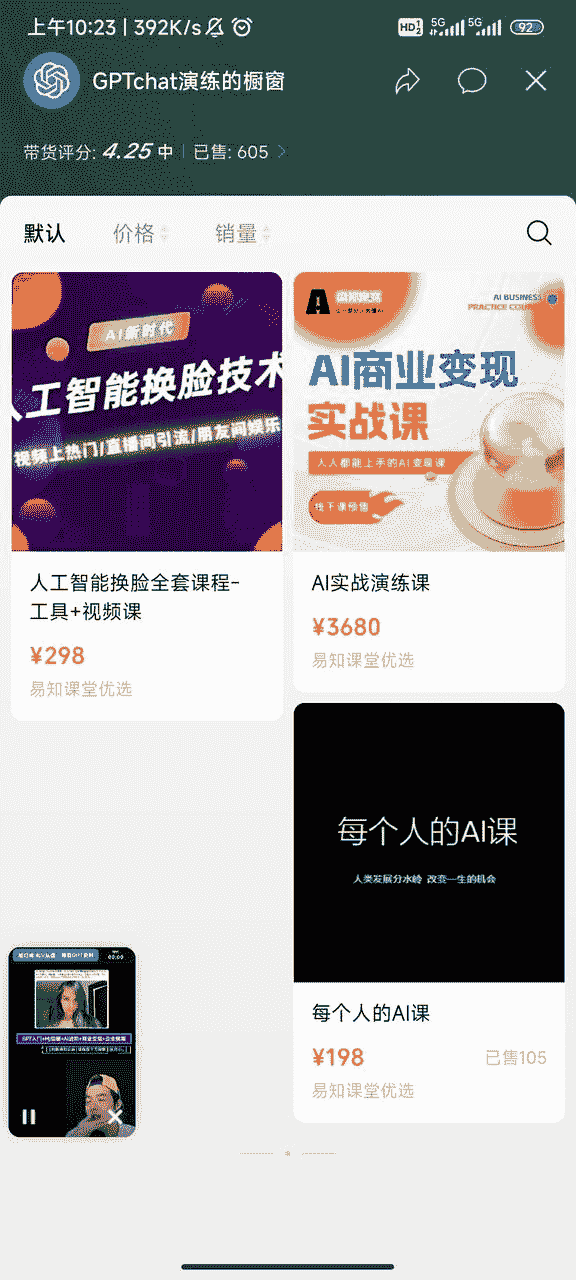 上午10:23 | 392K/s
HD1 5G 5G 92
GPTchat演练的橱窗
带货评分: 4.25 中 | 已售: 605
默认 价格 销量
AI新时代
人工智能换脸技术
视频上热门/直播间引流/朋友间娱乐
人工智能换脸全套课程-
工具+视频课
¥298
易知课堂优选
A
AI BUSINESS
AI商业变现
实战课
人人都能上手的AI变现课
线下课预售
AI实战演练课
¥3680
易知课堂优选
每个人的AI课
人类发展分水岭 改变一生的机会
每个人的AI课
¥198 已售105
易知课堂优选